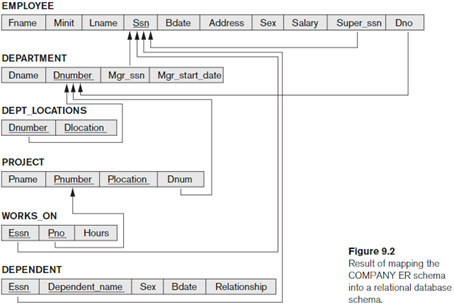 EMPLOYEE
Fname Minit Lname Ssn Bdate Address Sex Salary Super_ssn Dno
DEPARTMENT
Dname Dnumber Mgr_ssn Mgr_start_date
DEPT_LOCATIONS
Dnumber Dlocation
PROJECT
Pname Pnumber Plocation Dnum
WORKS_ON
Essn Pno Hours
DEPENDENT
Essn Dependent_name Sex Bdate Relationship
Figure 9.2
Result of mapping the
COMPANY ER schema
into a relational database
schema.